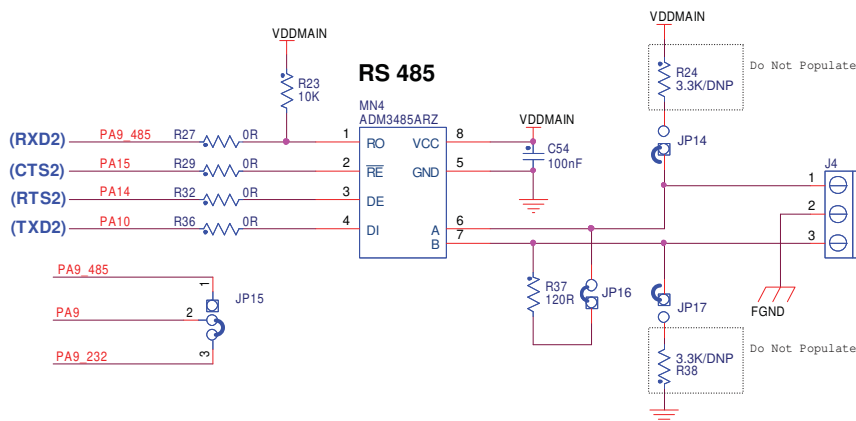 VDDMAIN
VDDMAIN
RS 485
R23
10K
R24
3.3K/DNP
Do Not Populate
MN4
ADM3485ARZ
VDDMAIN
(RXD2) PA9_485 R27 0R 1 RO VCC 8
C54
100nF
JP14
(CTS2) PA15 R29 0R 2 RE GND 5
J4
1
(RTS2) PA14 R32 0R 3 DE
2
(TXD2) PA10 R36 0R 4 DI A 6
B 7
3
PA9_485
1
JP15
PA9 2
PA9_232 3
R37
120R
JP16
JP17
FGND
3.3K/DNP
R38
Do Not Populate